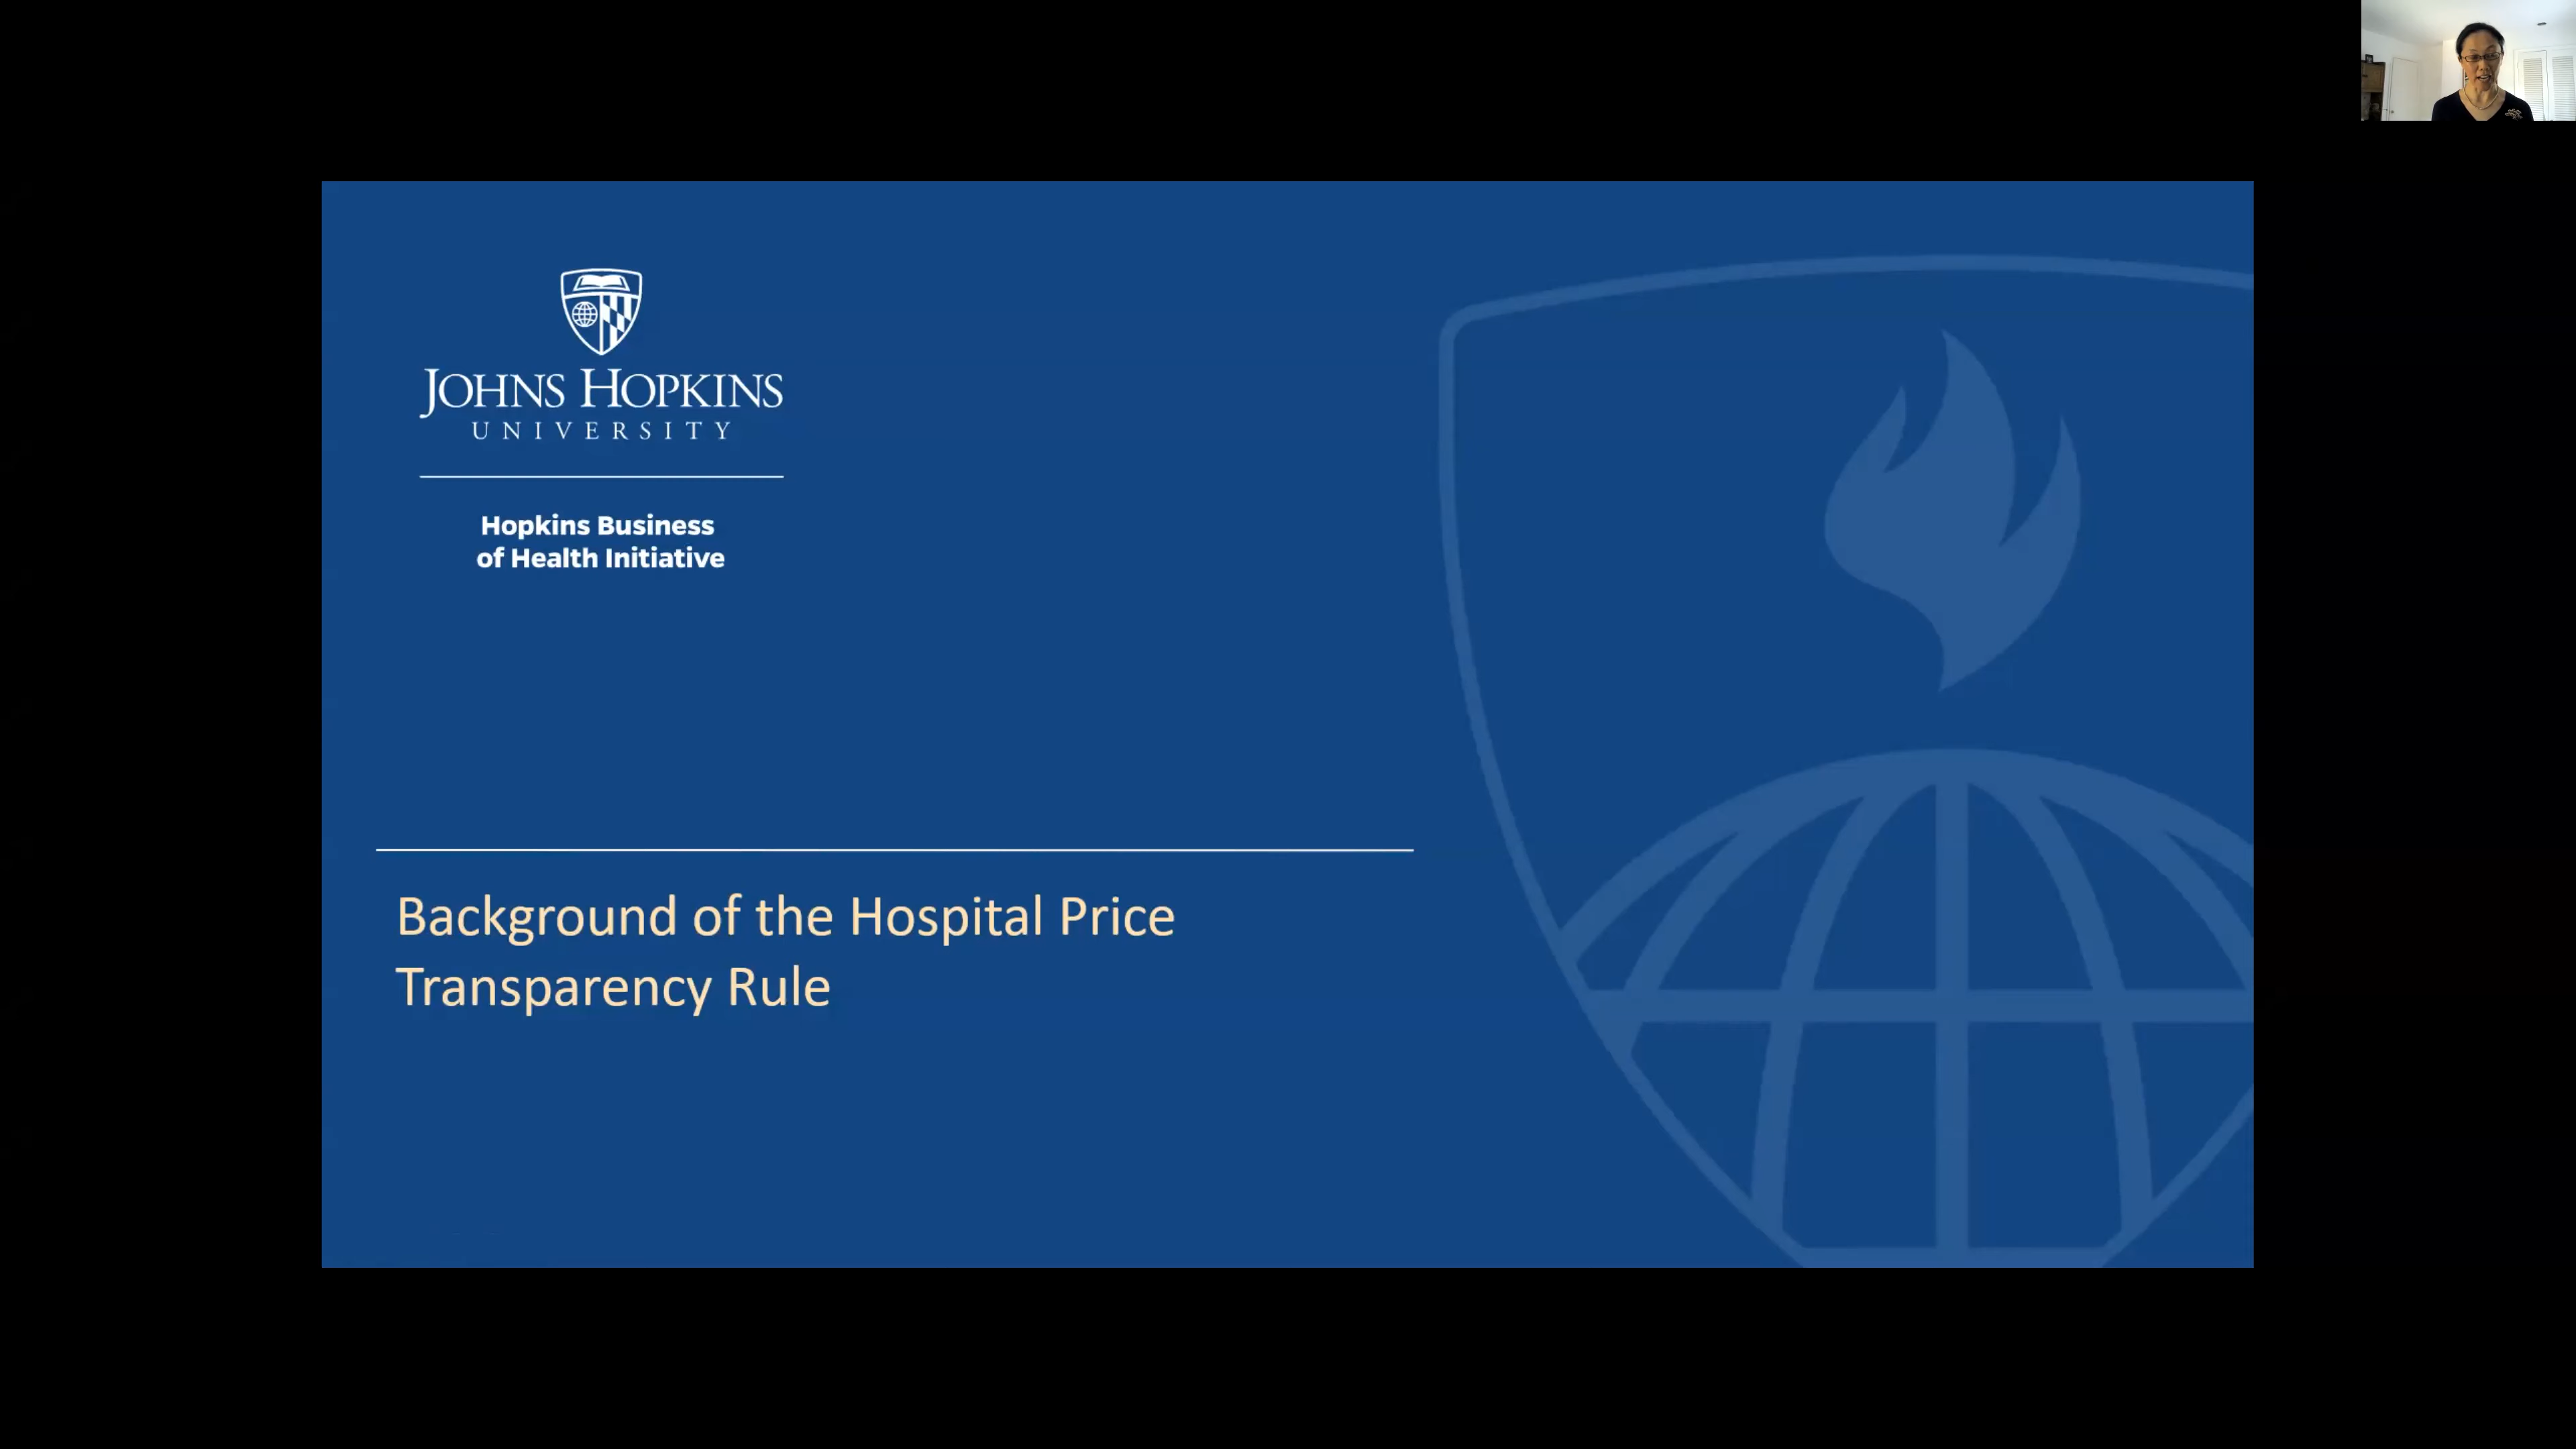 JOHNS HOPKINS
UNIVERSITY
Hopkins Business
of Health Initiative
Background of the Hospital Price
Transparency Rule